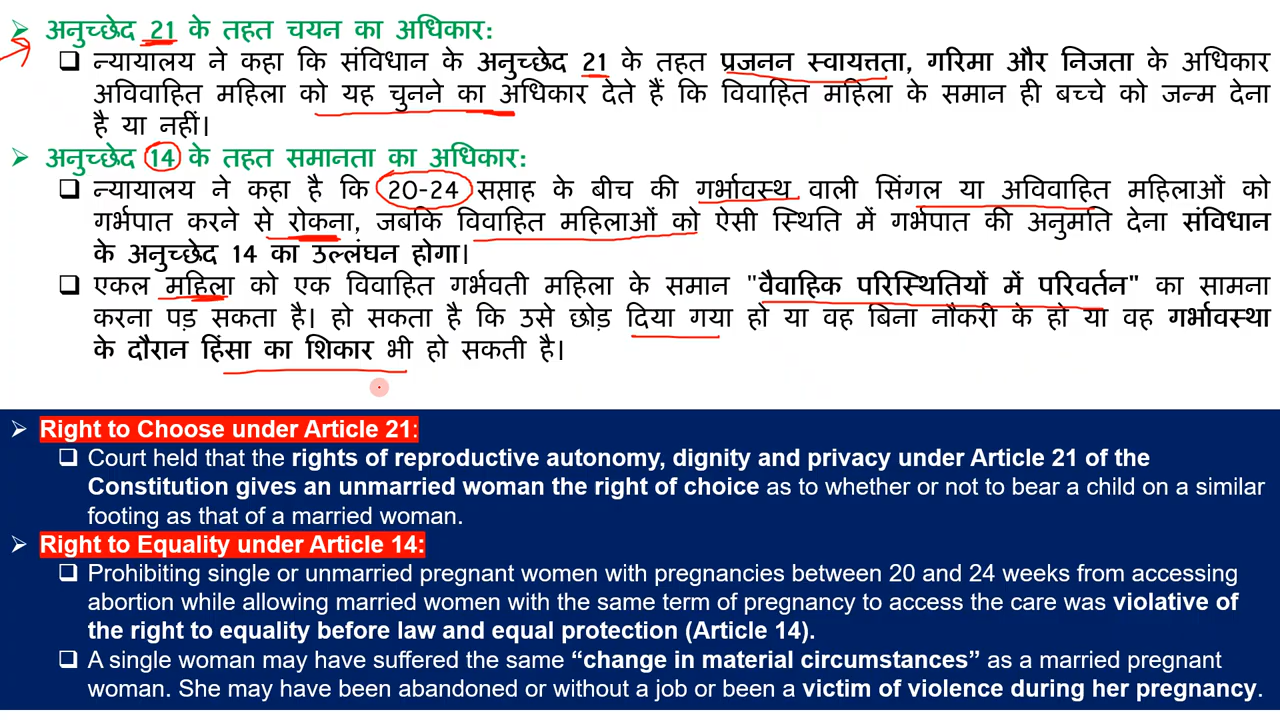 ➢ अनुच्छेद 21 के तहत चयन का अधिकार:
❑ न्यायालय ने कहा कि संविधान के अनुच्छेद 21 के तहत प्रजनन स्वायत्तता, गरिमा और निजता के अधिकार
अविवाहित महिला को यह चुनने का अधिकार देते हैं कि विवाहित महिला के समान ही बच्चे को जन्म देना
है या नहीं।
➢ अनुच्छेद 14 के तहत समानता का अधिकार:
❑ न्यायालय ने कहा है कि 20-24 सप्ताह के बीच की गर्भावस्थ वाली सिंगल या अविवाहित महिलाओं को
गर्भपात करने से रोकना, जबकि विवाहित महिलाओं को ऐसी स्थिति में गर्भपात की अनुमति देना संविधान
के अनुच्छेद 14 का उल्लंघन होगा।
❑ एकल महिला को एक विवाहित गर्भवती महिला के समान "वैवाहिक परिस्थितियों में परिवर्तन" का सामना
करना पड़ सकता है। हो सकता है कि उसे छोड़ दिया गया हो या वह बिना नौकरी के हो या वह गर्भावस्था
के दौरान हिंसा का शिकार भी हो सकती है।
➢ Right to Choose under Article 21:
❑ Court held that the rights of reproductive autonomy, dignity and privacy under Article 21 of the
Constitution gives an unmarried woman the right of choice as to whether or not to bear a child on a similar
footing as that of a married woman.
➢ Right to Equality under Article 14:
❑ Prohibiting single or unmarried pregnant women with pregnancies between 20 and 24 weeks from accessing
abortion while allowing married women with the same term of pregnancy to access the care was violative of
the right to equality before law and equal protection (Article 14).
❑ A single woman may have suffered the same “change in material circumstances” as a married pregnant
woman. She may have been abandoned or without a job or been a victim of violence during her pregnancy.